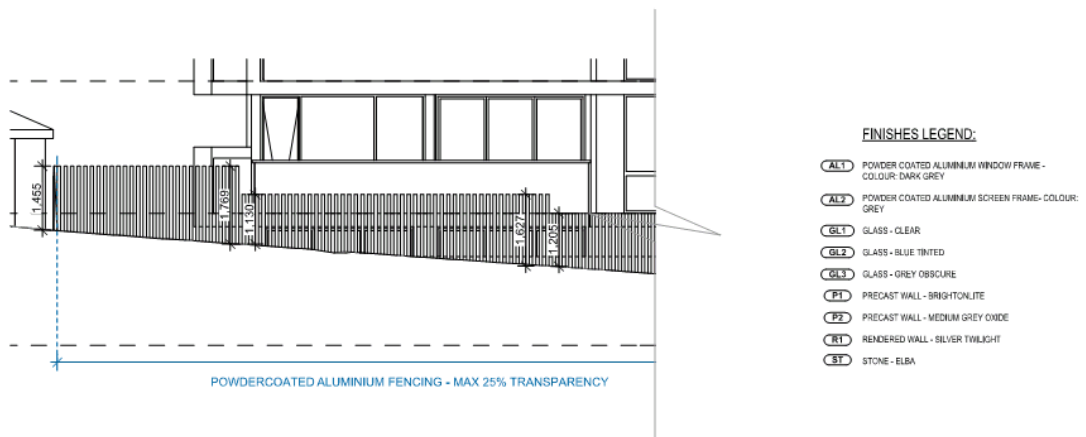 FINISHES LEGEND:
AL1 POWDER COATED ALUMINIUM WINDOW FRAME -
COLOUR: DARK GREY
AL2 POWDER COATED ALUMINIUM SCREEN FRAME- COLOUR:
GREY
GL1 GLASS - CLEAR
GL2 GLASS - BLUE TINTED
GL3 GLASS - GREY OBSCURE
P1 PRECAST WALL - BRIGHTONLITE
P2 PRECAST WALL - MEDIUM GREY OXIDE
R1 RENDERED WALL - SILVER TWILIGHT
ST STONE - ELBA
1.455
1.769
1.130
1.627
1.205
POWDERCOATED ALUMINIUM FENCING - MAX 25% TRANSPARENCY